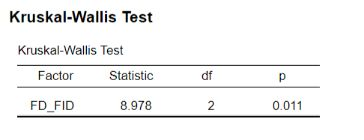 Kruskal-Wallis Test
Kruskal-Wallis Test
Factor Statistic df p
FD_FID 8.978 2 0.011